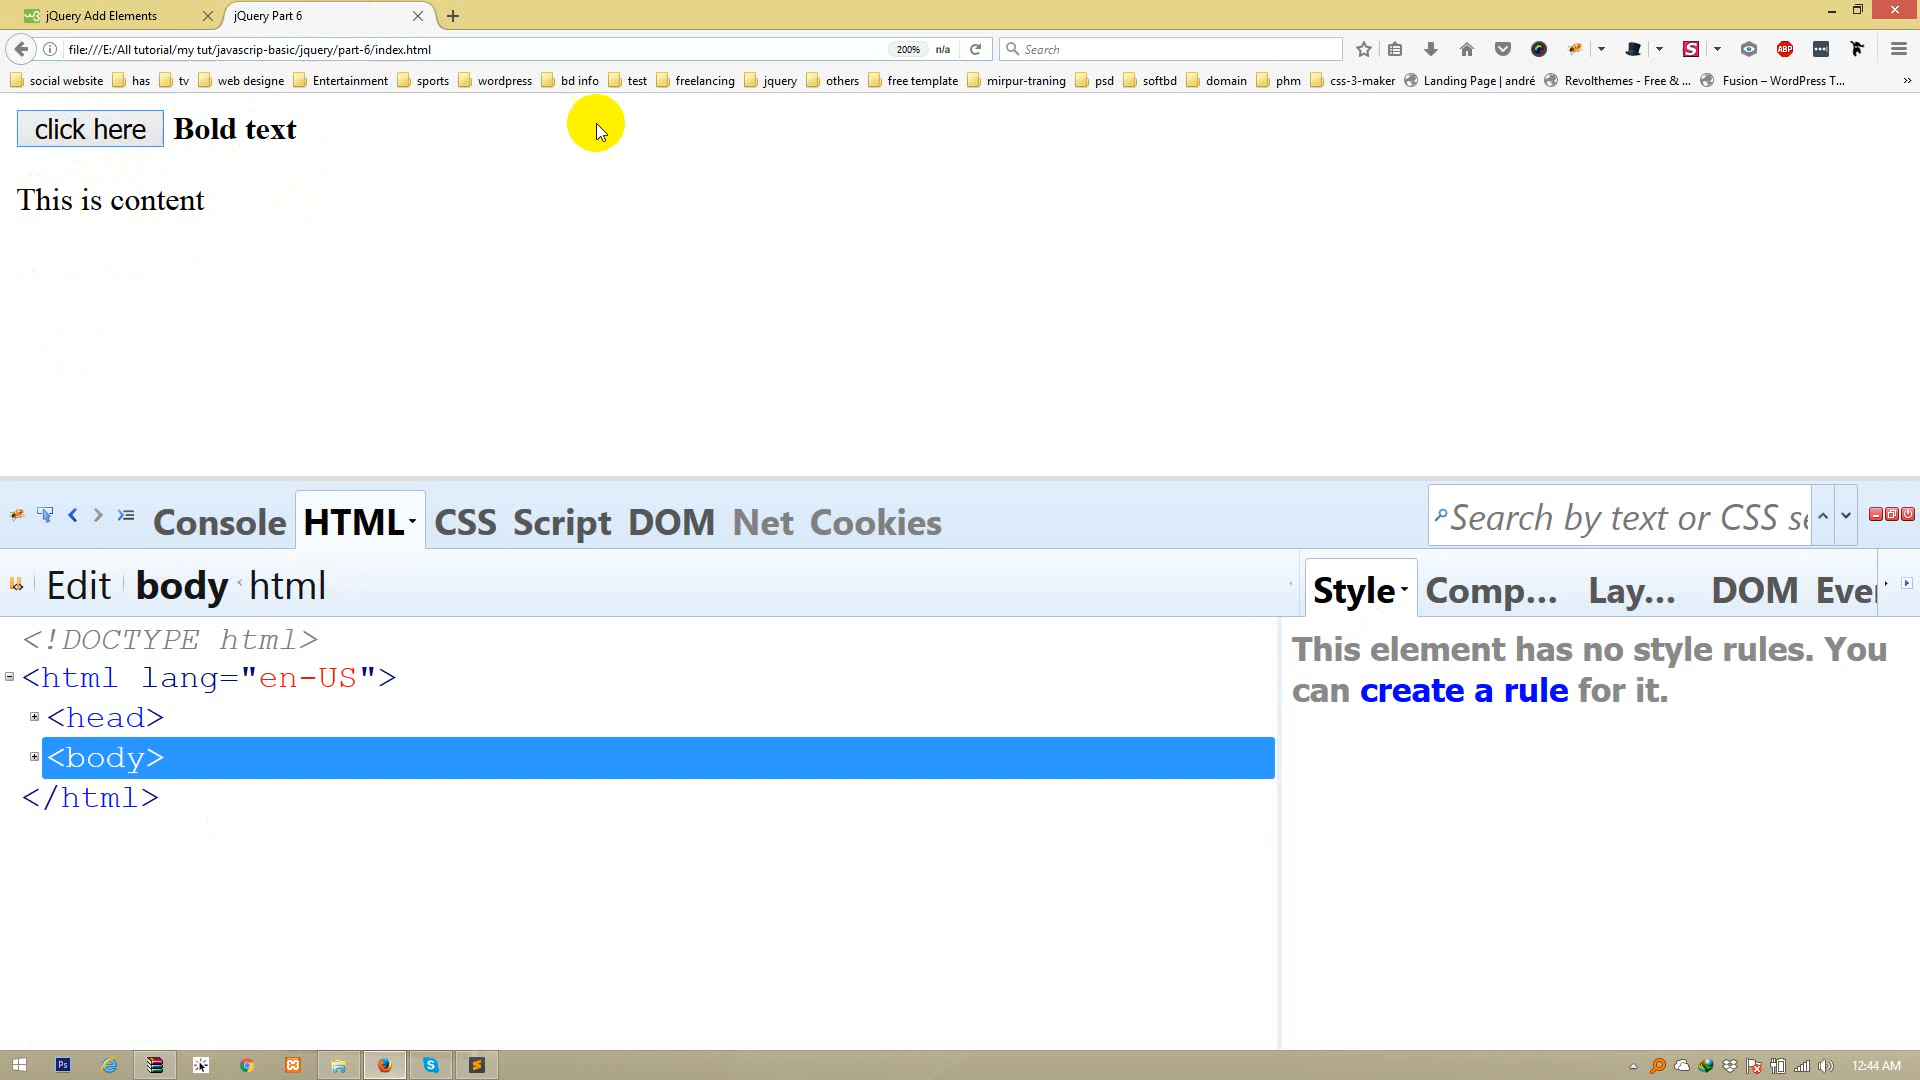 jQuery Add Elements
jQuery Part 6
file:///E:/All tutorial/my tut/javascrip-basic/jquery/part-6/index.html 200% n/a Search
social website has tv web designe Entertainment sports wordpress bd info test freelancing jquery others free template mirpur-traning psd softbd domain phm css-3-maker Landing Page | andré Revolthemes - Free & ... Fusion – WordPress T...
click here Bold text
This is content
Console HTML CSS Script DOM Net Cookies Search by text or CSS se
Edit body html Style Comp... Lay... DOM Eve
<!DOCTYPE html>
<html lang="en-US">
<head>
<body>
</html>
This element has no style rules. You
can create a rule for it.
12:44 AM